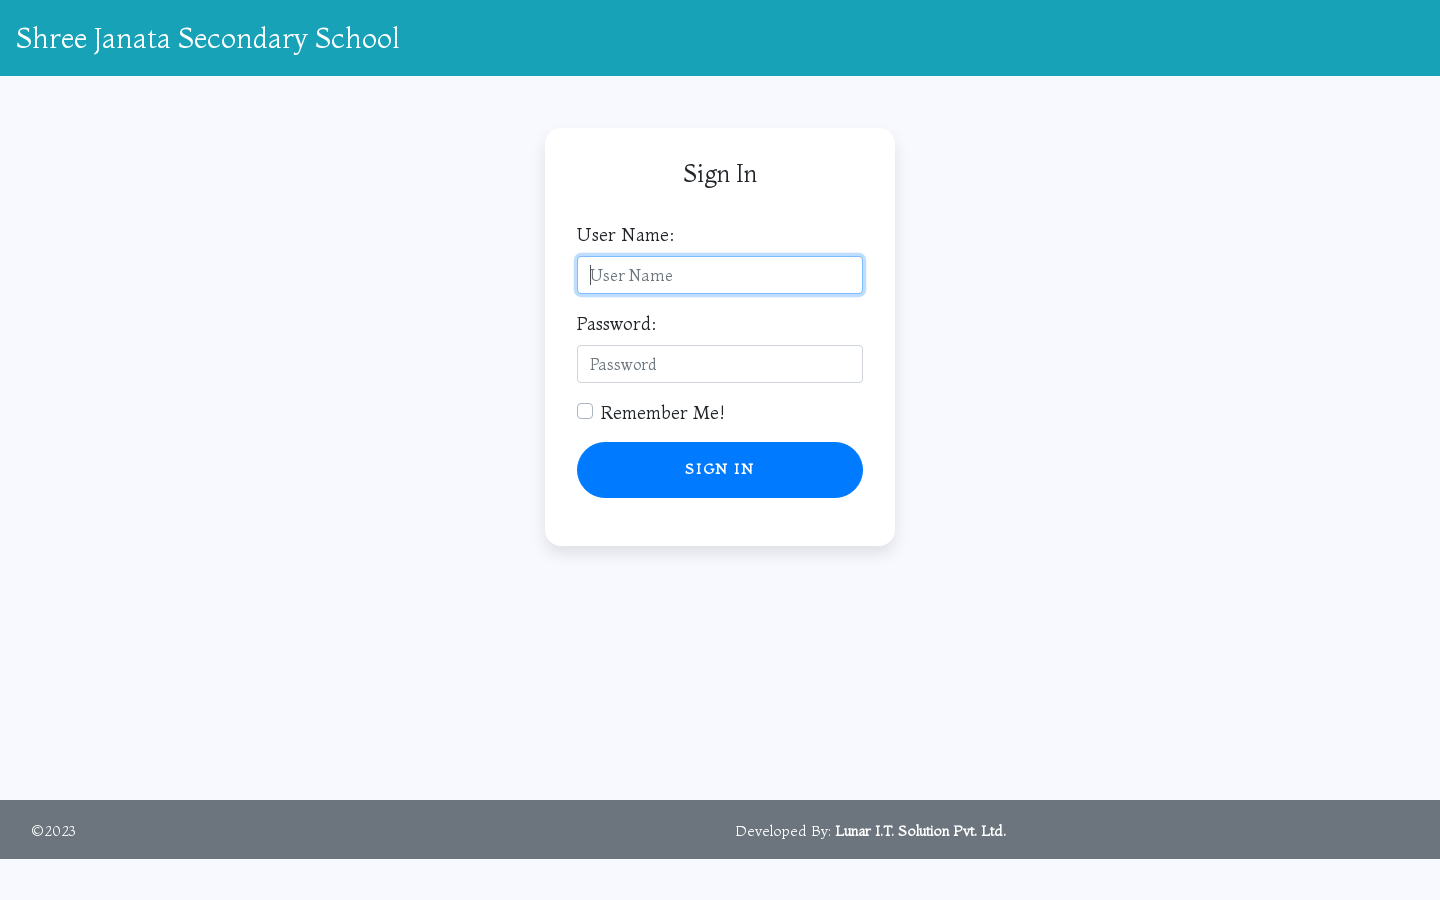 Shree Janata Secondary School
Sign In
User Name:
User Name
Password:
Password
Remember Me!
SIGN IN
©2023
Developed By: Lunar I.T. Solution Pvt. Ltd.